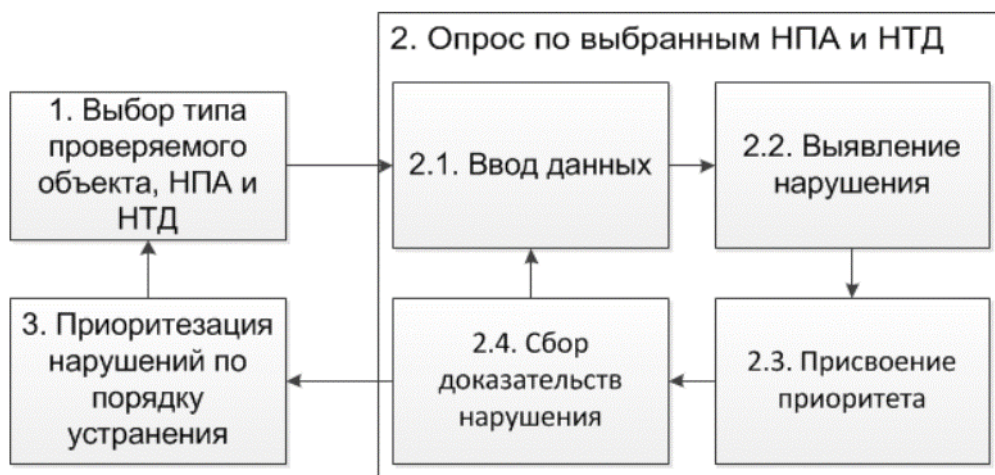 2. Опрос по выбранным НПА и НТД
1. Выбор типа
проверяемого
объекта, НПА и
НТД
2.1. Ввод данных
2.2. Выявление
нарушения
3. Приоритезация
нарушений по
порядку
устранения
2.4. Сбор
доказательств
нарушения
2.3. Присвоение
приоритета